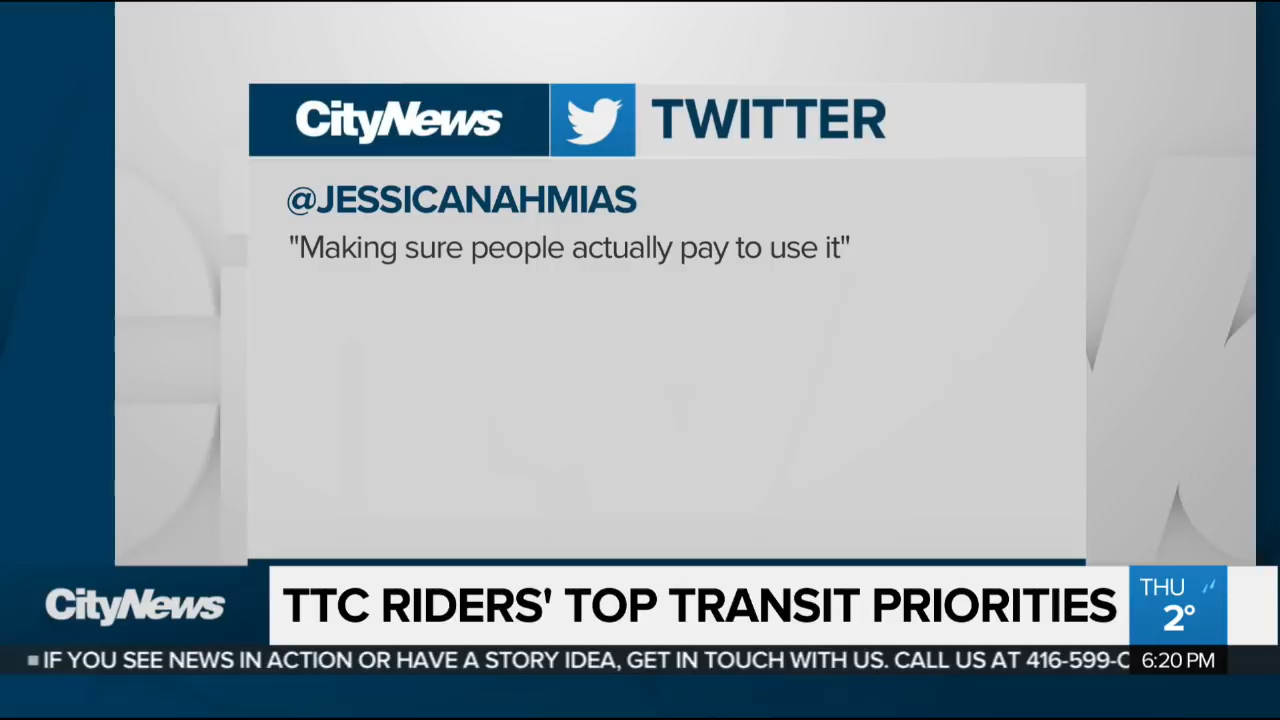 CityNews TWITTER
@JESSICANAHMIAS
"Making sure people actually pay to use it"
CityNews
TTC RIDERS' TOP TRANSIT PRIORITIES
THU
2°
IF YOU SEE NEWS IN ACTION OR HAVE A STORY IDEA, GET IN TOUCH WITH US. CALL US AT 416-599-
6:20 PM